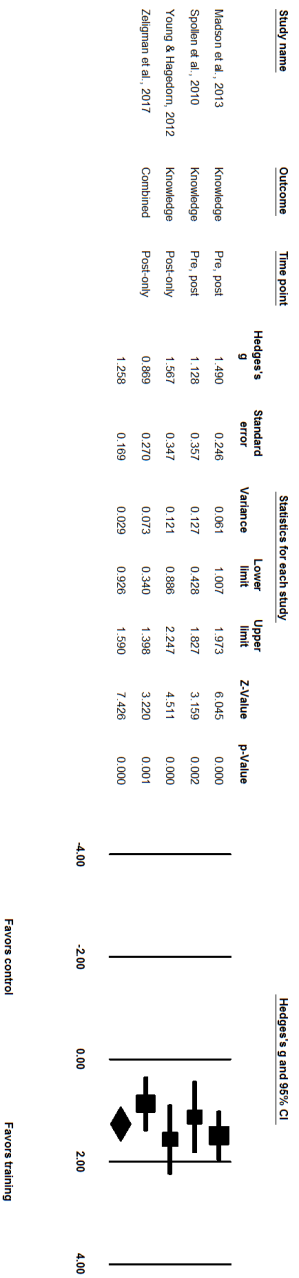 Study name Outcome Time point Statistics for each study Hedges's g and 95% CI
Hedges's g Standard error Variance Lower limit Upper limit Z-Value p-Value
Madson et al., 2013 Knowledge Pre, post 1.490 0.246 0.061 1.007 1.973 6.045 0.000
Spollen et al., 2010 Knowledge Pre, post 1.128 0.357 0.127 0.428 1.827 3.159 0.002
Young & Hagedorn, 2012 Knowledge Post-only 1.567 0.347 0.121 0.886 2.247 4.511 0.000
Zeligman et al., 2017 Combined Post-only 0.869 0.270 0.073 0.340 1.398 3.220 0.001
1.258 0.169 0.029 0.926 1.590 7.426 0.000
-4.00 -2.00 0.00 2.00 4.00
Favors control Favors training